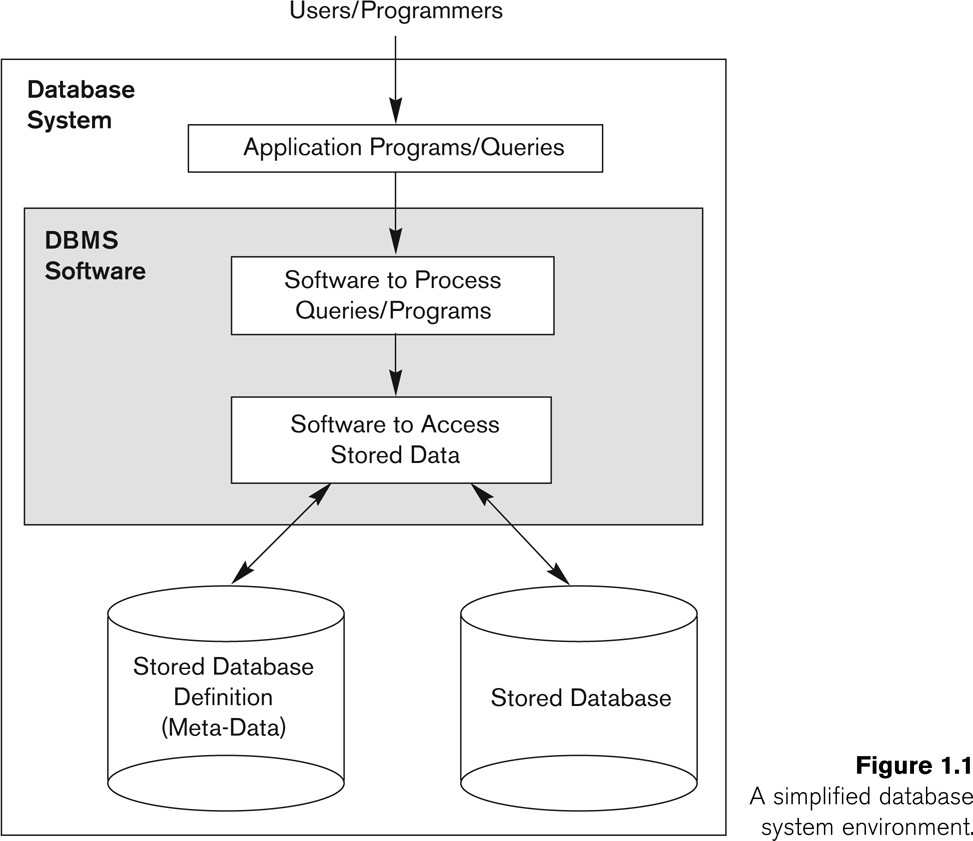 Users/Programmers
Database
System
Application Programs/Queries
DBMS
Software
Software to Process
Queries/Programs
Software to Access
Stored Data
Stored Database
Definition
(Meta-Data)
Stored Database
Figure 1.1
A simplified database
system environment.